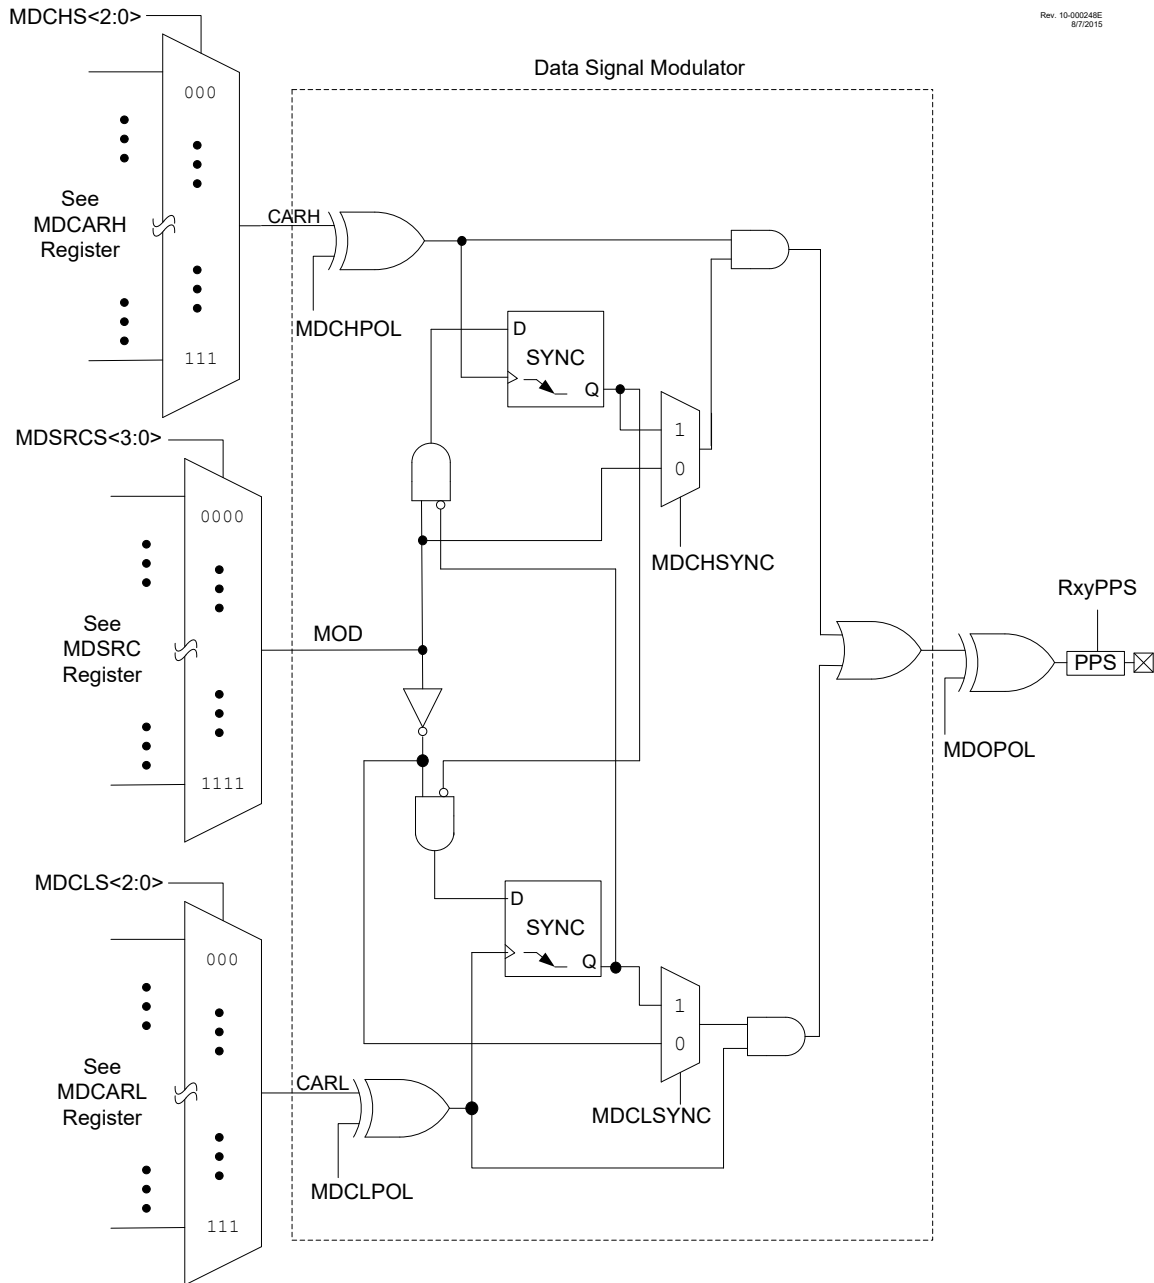 MDCHS<2:0>
Rev. 10-000248E
8/7/2015
Data Signal Modulator
000
See
MDCARH
Register
CARH
MDCHPOL
111
D
SYNC
Q
1
0
MDCHSYNC
MDSRCS<3:0>
0000
See
MDSRC
Register
MOD
1111
RxyPPS
PPS
MDOPOL
MDCLS<2:0>
000
D
SYNC
Q
1
0
MDCLSYNC
See
MDCARL
Register
CARL
MDCLPOL
111